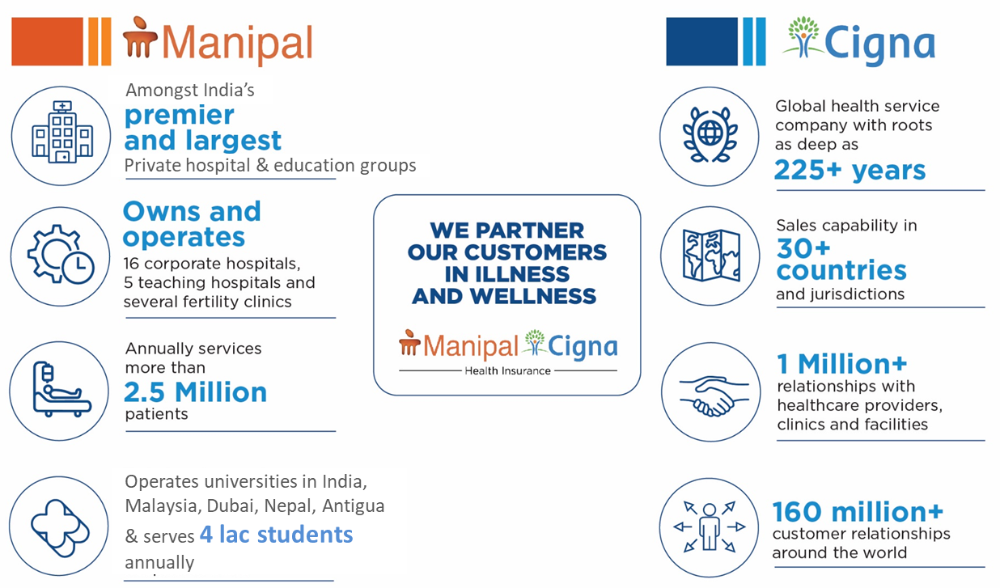 Manipal
Amongst India's
premier
and largest
Private hospital & education groups
Owns and
operates
16 corporate hospitals,
5 teaching hospitals and
several fertility clinics
Annually services
more than
2.5 Million
patients
Operates universities in India,
Malaysia, Dubai, Nepal, Antigua
& serves 4 lac students
annually
WE PARTNER
OUR CUSTOMERS
IN ILLNESS
AND WELLNESS
Manipal Cigna
Health Insurance
Cigna
Global health service
company with roots
as deep as
225+ years
Sales capability in
30+
countries
and jurisdictions
1 Million+
relationships with
healthcare providers,
clinics and facilities
160 million+
customer relationships
around the world